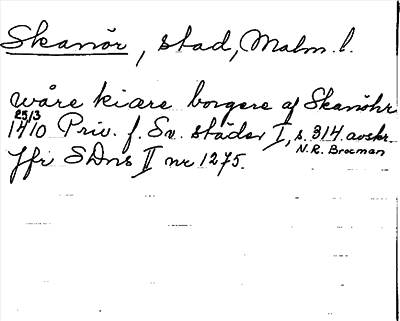 Skanör, stad, Malm. l.
wåre kiære borgere af Skanöhr
25/3
1410 Priv. f. Sv. städer I, s. 314 avskr.
N.R. Brocman
Jfr SDns II nr 1275.